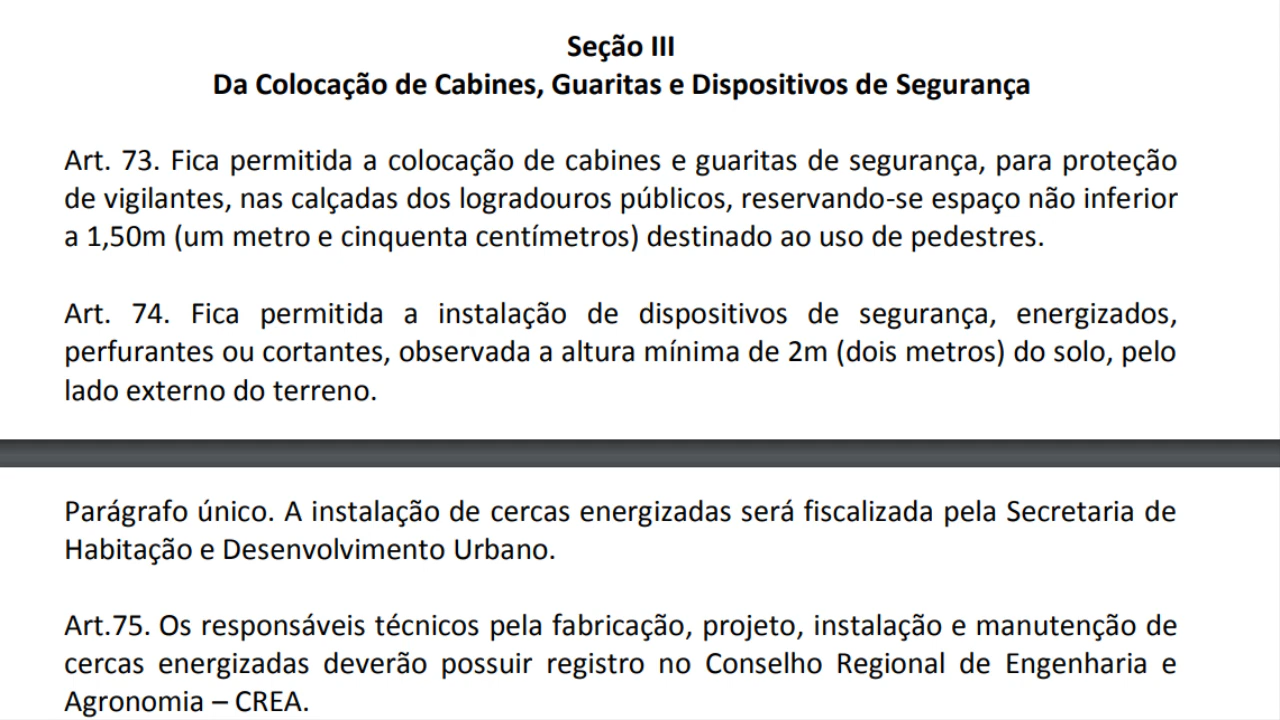 Seção III
Da Colocação de Cabines, Guaritas e Dispositivos de Segurança
Art. 73. Fica permitida a colocação de cabines e guaritas de segurança, para proteção
de vigilantes, nas calçadas dos logradouros públicos, reservando-se espaço não inferior
a 1,50m (um metro e cinquenta centímetros) destinado ao uso de pedestres.
Art. 74. Fica permitida a instalação de dispositivos de segurança, energizados,
perfurantes ou cortantes, observada a altura mínima de 2m (dois metros) do solo, pelo
lado externo do terreno.
Parágrafo único. A instalação de cercas energizadas será fiscalizada pela Secretaria de
Habitação e Desenvolvimento Urbano.
Art.75. Os responsáveis técnicos pela fabricação, projeto, instalação e manutenção de
cercas energizadas deverão possuir registro no Conselho Regional de Engenharia e
Agronomia – CREA.